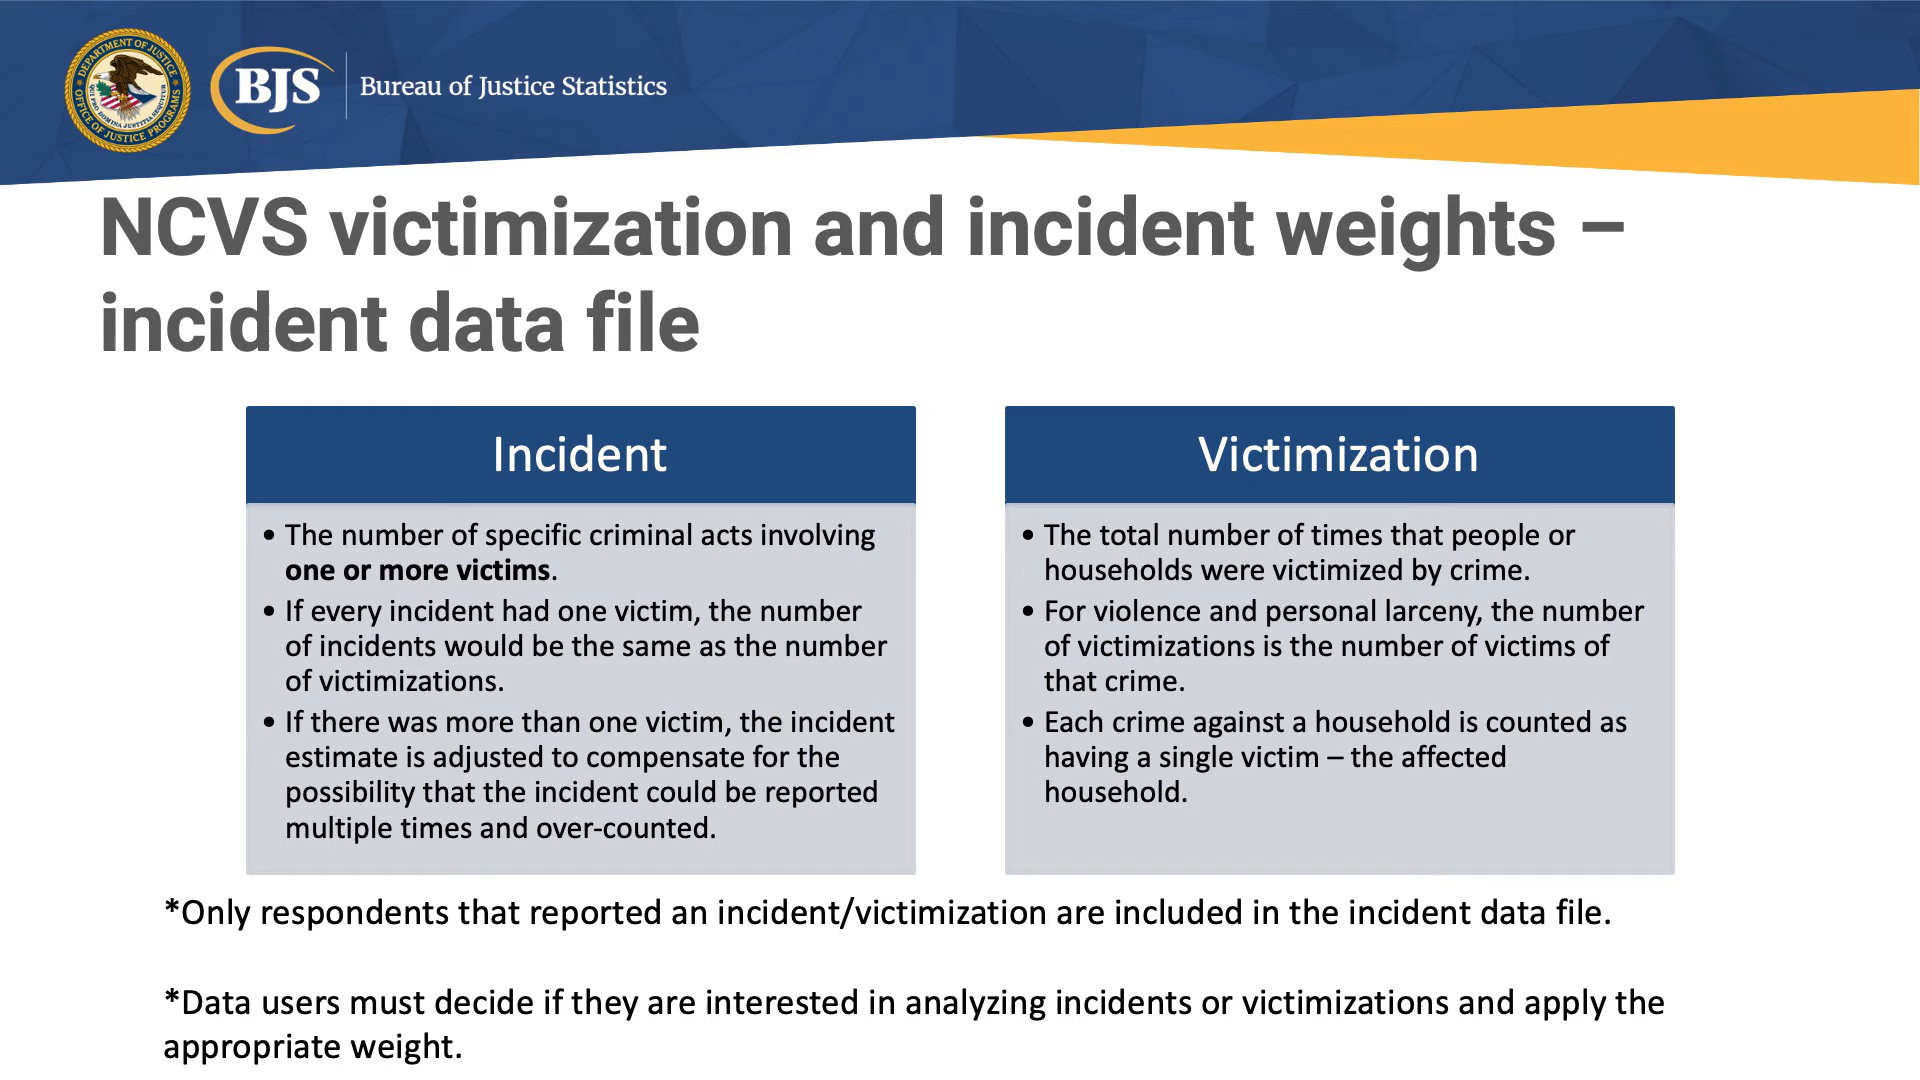 DEPARTMENT OF JUSTICE
OFFICE OF JUSTICE PROGRAMS
BJS
Bureau of Justice Statistics
NCVS victimization and incident weights –
incident data file
Incident
• The number of specific criminal acts involving
one or more victims.
• If every incident had one victim, the number
of incidents would be the same as the number
of victimizations.
• If there was more than one victim, the incident
estimate is adjusted to compensate for the
possibility that the incident could be reported
multiple times and over-counted.
Victimization
• The total number of times that people or
households were victimized by crime.
• For violence and personal larceny, the number
of victimizations is the number of victims of
that crime.
• Each crime against a household is counted as
having a single victim – the affected
household.
*Only respondents that reported an incident/victimization are included in the incident data file.
*Data users must decide if they are interested in analyzing incidents or victimizations and apply the
appropriate weight.